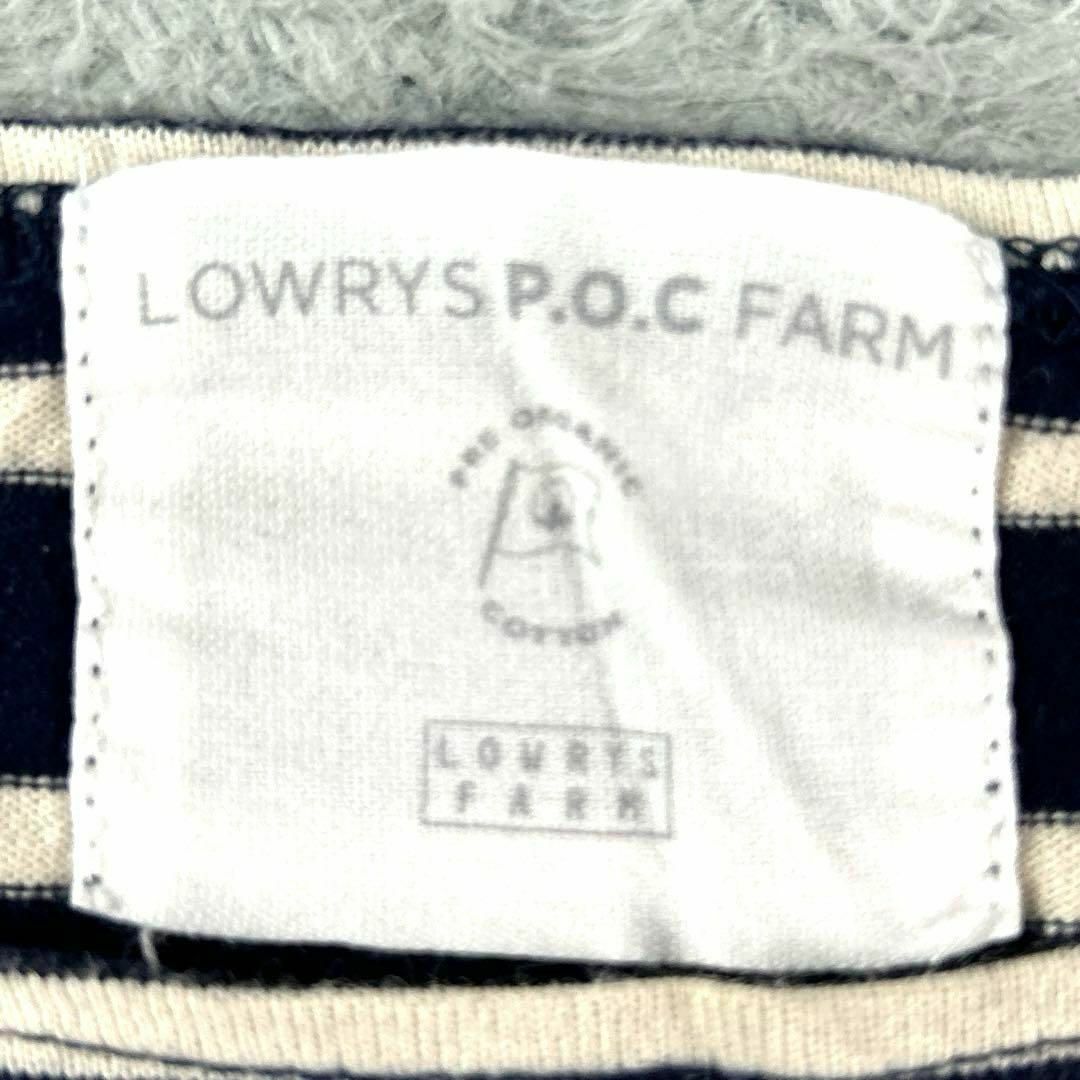 LOWRYS P.O.C FARM
PRE ORGANIC
COTTON
LOWRYS
FARM